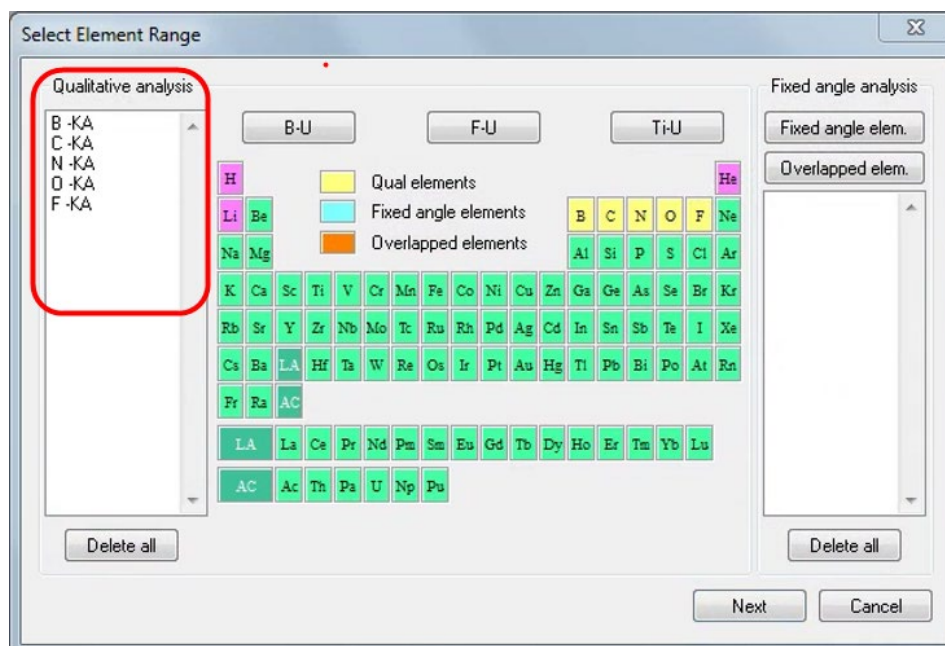 Select Element Range
Qualitative analysis
B -KA
C -KA
N -KA
O -KA
F -KA
Delete all
B-U F-U Ti-U
Qual elements
Fixed angle elements
Overlapped elements
H He
Li Be B C N O F Ne
Na Mg Al Si P S Cl Ar
K Ca Sc Ti V Cr Mn Fe Co Ni Cu Zn Ga Ge As Se Br Kr
Rb Sr Y Zr Nb Mo Tc Ru Rh Pd Ag Cd In Sn Sb Te I Xe
Cs Ba LA Hf Ta W Re Os Ir Pt Au Hg Tl Pb Bi Po At Rn
Fr Ra AC
LA La Ce Pr Nd Pm Sm Eu Gd Tb Dy Ho Er Tm Yb Lu
AC Ac Th Pa U Np Pu
Fixed angle analysis
Fixed angle elem.
Overlapped elem.
Delete all
Next Cancel